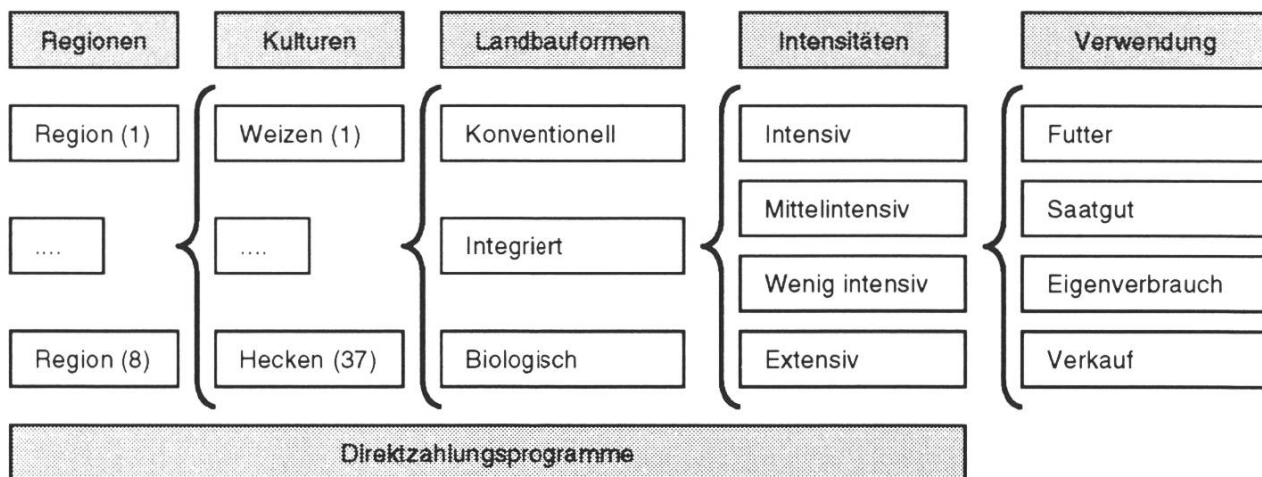 Regionen
Kulturen
Landbauformen
Intensitäten
Verwendung
Region (1)
Weizen (1)
Konventionell
Intensiv
Futter
Mittelintensiv
Saatgut
....
....
Integriert
Wenig intensiv
Eigenverbrauch
Region (8)
Hecken (37)
Biologisch
Extensiv
Verkauf
Direktzahlungsprogramme